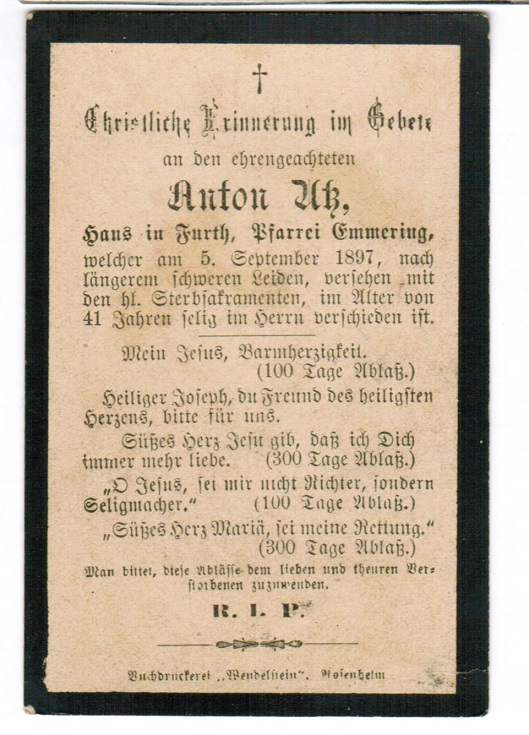 †
Christliche Erinnerung im Gebete
an den ehrengeachteten
Anton Utz,
Haus in Furth, Pfarrei Emmering,
welcher am 5. September 1897, nach
längerem schweren Leiden, versehen mit
den hl. Sterbsakramenten, im Alter von
41 Jahren selig im Herrn verschieden ist.
Mein Jesus, Barmherzigkeit.
(100 Tage Ablaß.)
Heiliger Joseph, du Freund des heiligsten
Herzens, bitte für uns.
Süßes Herz Jesu gib, daß ich Dich
immer mehr liebe. (300 Tage Ablaß.)
„O Jesus, sei mir nicht Richter, sondern
Seligmacher.“ (100 Tage Ablaß.)
„Süßes Herz Mariä, sei meine Rettung.“
(300 Tage Ablaß.)
Man bittet, diese Ablässe dem lieben und theuren Ver-
storbenen zuzuwenden.
R. I. P.
Buchdruckerei „Wendelstein“. Rosenheim